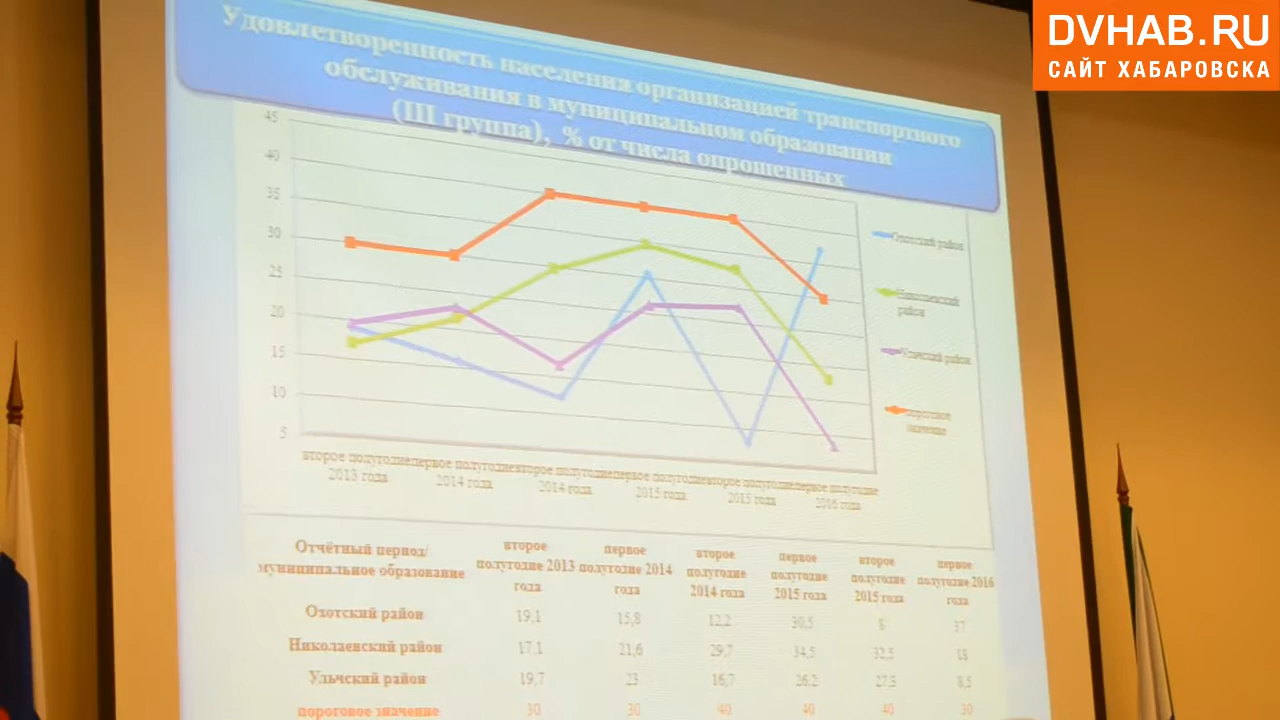 DVHAB.RU
САЙТ ХАБАРОВСКА
Удовлетворенность населения организацией транспортного
обслуживания в муниципальном образовании
(III группа), % от числа опрошенных
45
40
35
30
25
20
15
10
5
Охотский район
Николаевский
район
Ульчский район
пороговое
значение
второе полугодие первое полугодие второе полугодие первое полугодие второе полугодие первое полугодие
2013 года 2014 года 2014 года 2015 года 2015 года 2016 года
Отчётный период/
муниципальное образование
второе
полугодие 2013
года
первое
полугодие 2014
года
второе
полугодие
2014 года
первое
полугодие
2015 года
второе
полугодие
2015 года
первое
полугодие 2016
года
Охотский район 19,1 15,8 12,2 30,5 8 37
Николаевский район 17,1 21,6 29,7 34,5 32,5 18
Ульчский район 19,7 23 16,7 26,2 27,3 8,5
пороговое значение 30 30 40 40 40 30